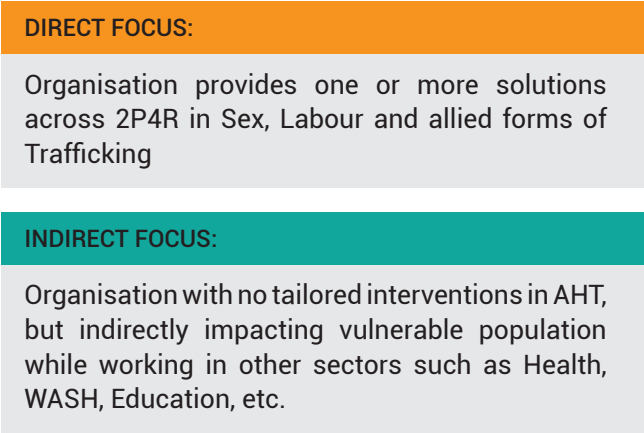 DIRECT FOCUS:
Organisation provides one or more solutions
across 2P4R in Sex, Labour and allied forms of
Trafficking
INDIRECT FOCUS:
Organisation with no tailored interventions in AHT,
but indirectly impacting vulnerable population
while working in other sectors such as Health,
WASH, Education, etc.